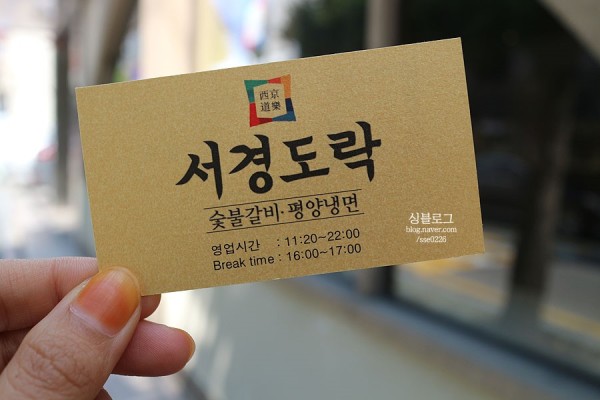 西京
道樂
서경도락
숯불갈비·평양냉면
영업시간 : 11:20~22:00
Break time : 16:00~17:00
싱블로그
blog.naver.com
/sse0226